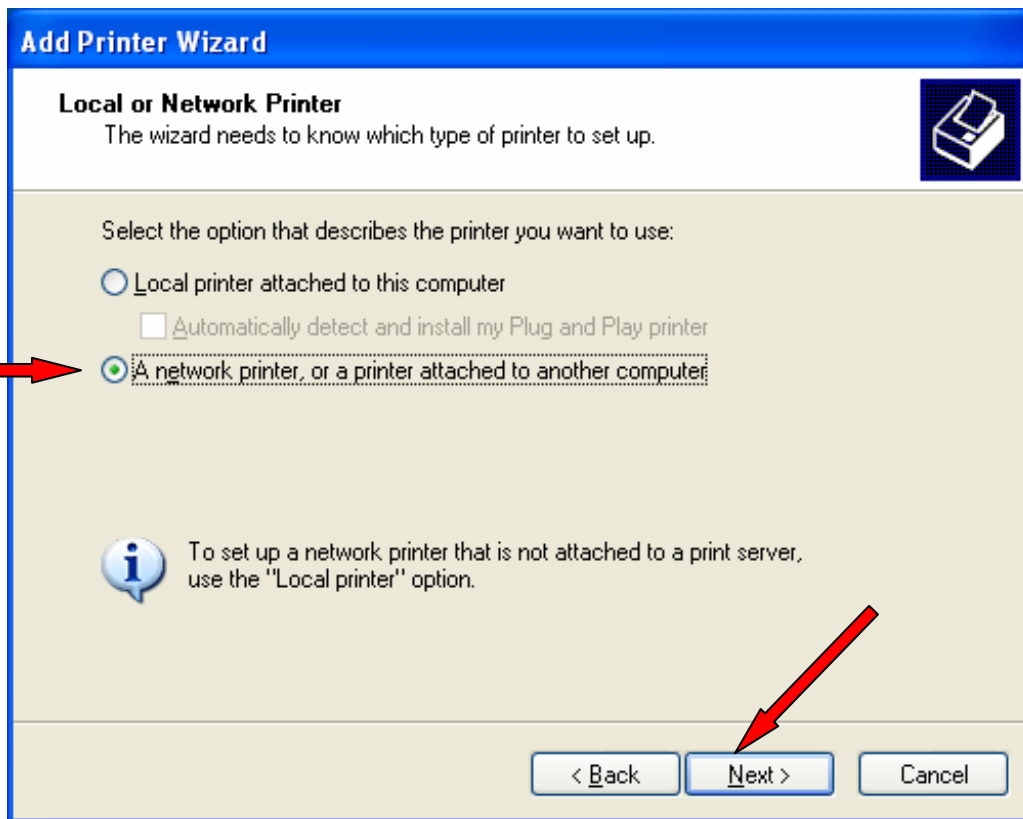 Add Printer Wizard
Local or Network Printer
The wizard needs to know which type of printer to set up.
Select the option that describes the printer you want to use:
Local printer attached to this computer
Automatically detect and install my Plug and Play printer
A network printer, or a printer attached to another computer
To set up a network printer that is not attached to a print server,
use the "Local printer" option.
< Back Next > Cancel